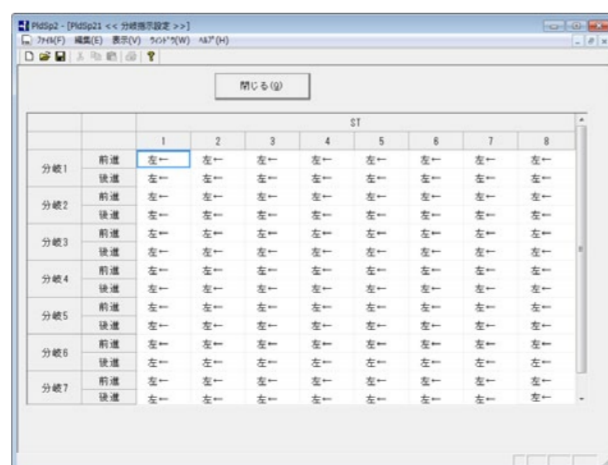 PldSp2 - [PldSp21 << 分岐指示設定 >>]
ファイル(F) 編集(E) 表示(V) ウィンドウ(W) ヘルプ(H)
閉じる(Q)
ST
1 2 3 4 5 6 7 8
分岐1 前進 左← 左← 左← 左← 左← 左← 左← 左←
後進 左← 左← 左← 左← 左← 左← 左← 左←
分岐2 前進 左← 左← 左← 左← 左← 左← 左← 左←
後進 左← 左← 左← 左← 左← 左← 左← 左←
分岐3 前進 左← 左← 左← 左← 左← 左← 左← 左←
後進 左← 左← 左← 左← 左← 左← 左← 左←
分岐4 前進 左← 左← 左← 左← 左← 左← 左← 左←
後進 左← 左← 左← 左← 左← 左← 左← 左←
分岐5 前進 左← 左← 左← 左← 左← 左← 左← 左←
後進 左← 左← 左← 左← 左← 左← 左← 左←
分岐6 前進 左← 左← 左← 左← 左← 左← 左← 左←
後進 左← 左← 左← 左← 左← 左← 左← 左←
分岐7 前進 左← 左← 左← 左← 左← 左← 左← 左←
後進 左← 左← 左← 左← 左← 左← 左← 左←